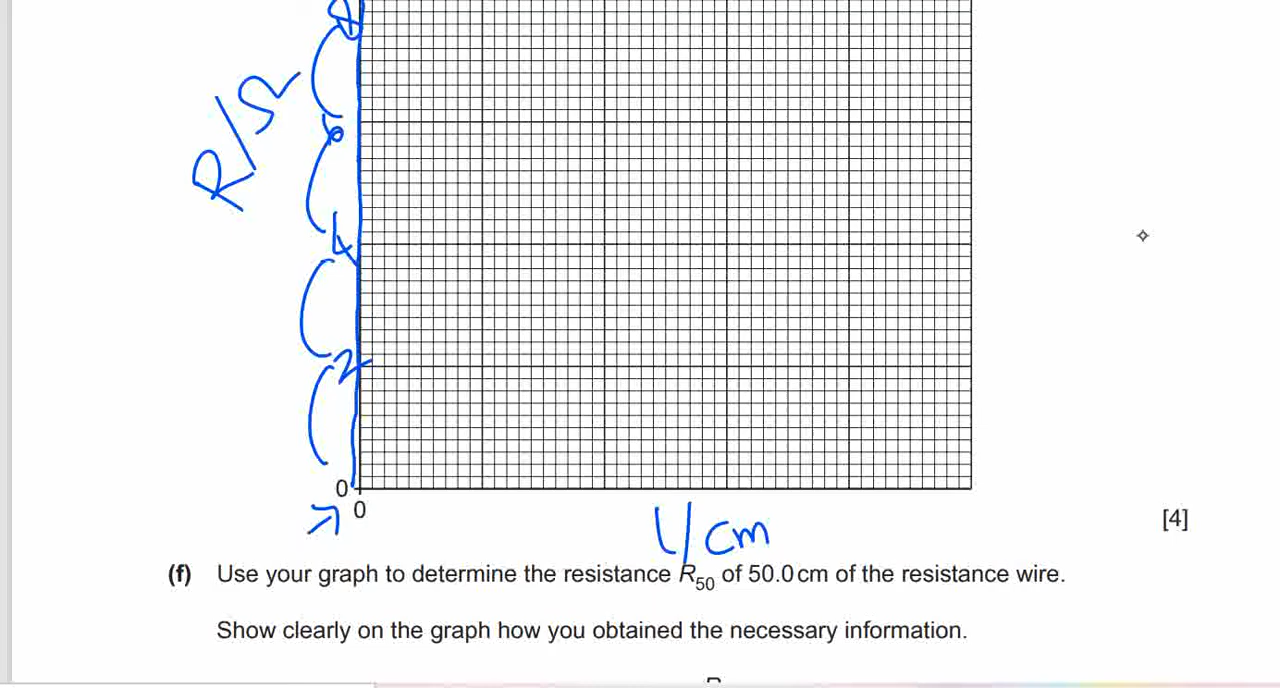 8
R/Ω
6
4
2
0
0
l/cm
[4]
(f) Use your graph to determine the resistance R₅₀ of 50.0 cm of the resistance wire.
Show clearly on the graph how you obtained the necessary information.